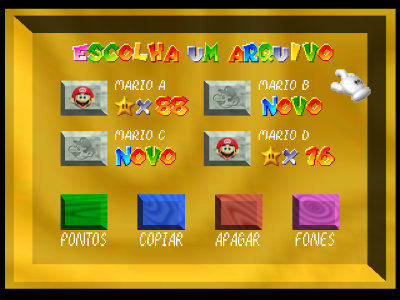 ESCOLHA UM ARQUIVO
MARIO A MARIO B
×33 NOVO
MARIO C MARIO D
NOVO × 16
PONTOS COPIAR APAGAR FONES